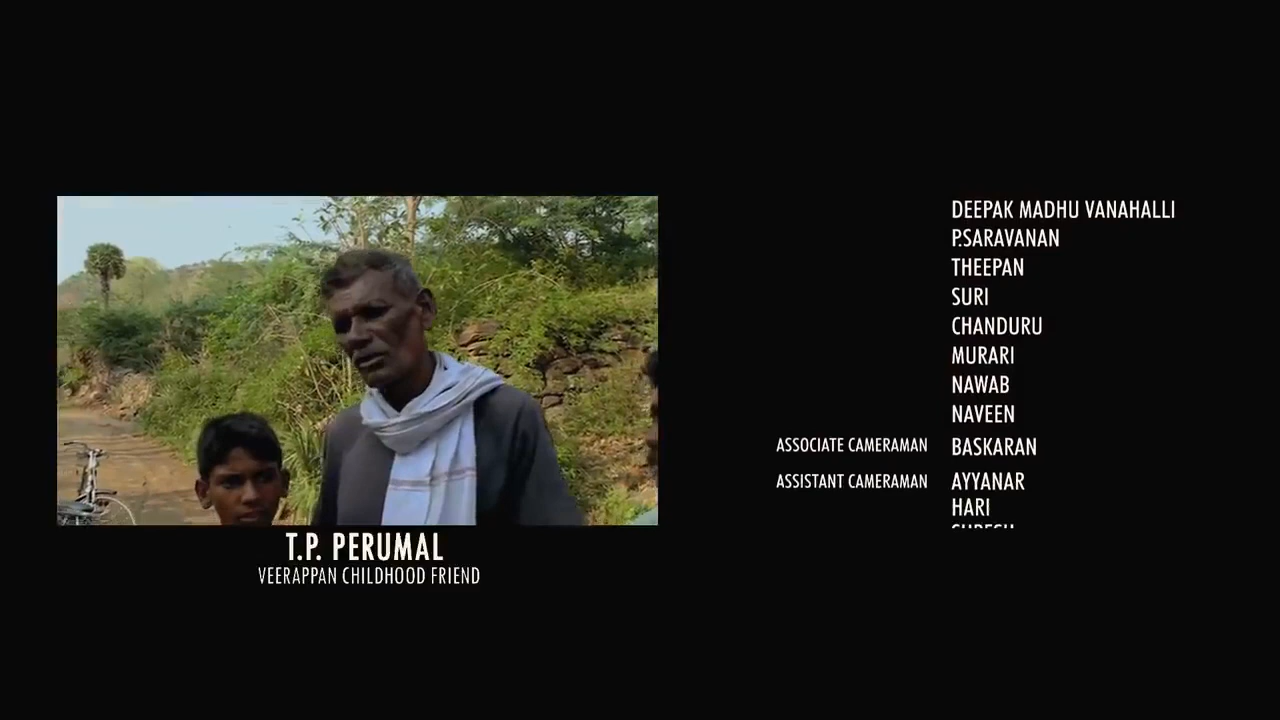 T.P. PERUMAL
VEERAPPAN CHILDHOOD FRIEND
DEEPAK MADHU VANAHALLI
P.SARAVANAN
THEEPAN
SURI
CHANDURU
MURARI
NAWAB
NAVEEN
ASSOCIATE CAMERAMAN BASKARAN
ASSISTANT CAMERAMAN AYYANAR
HARI